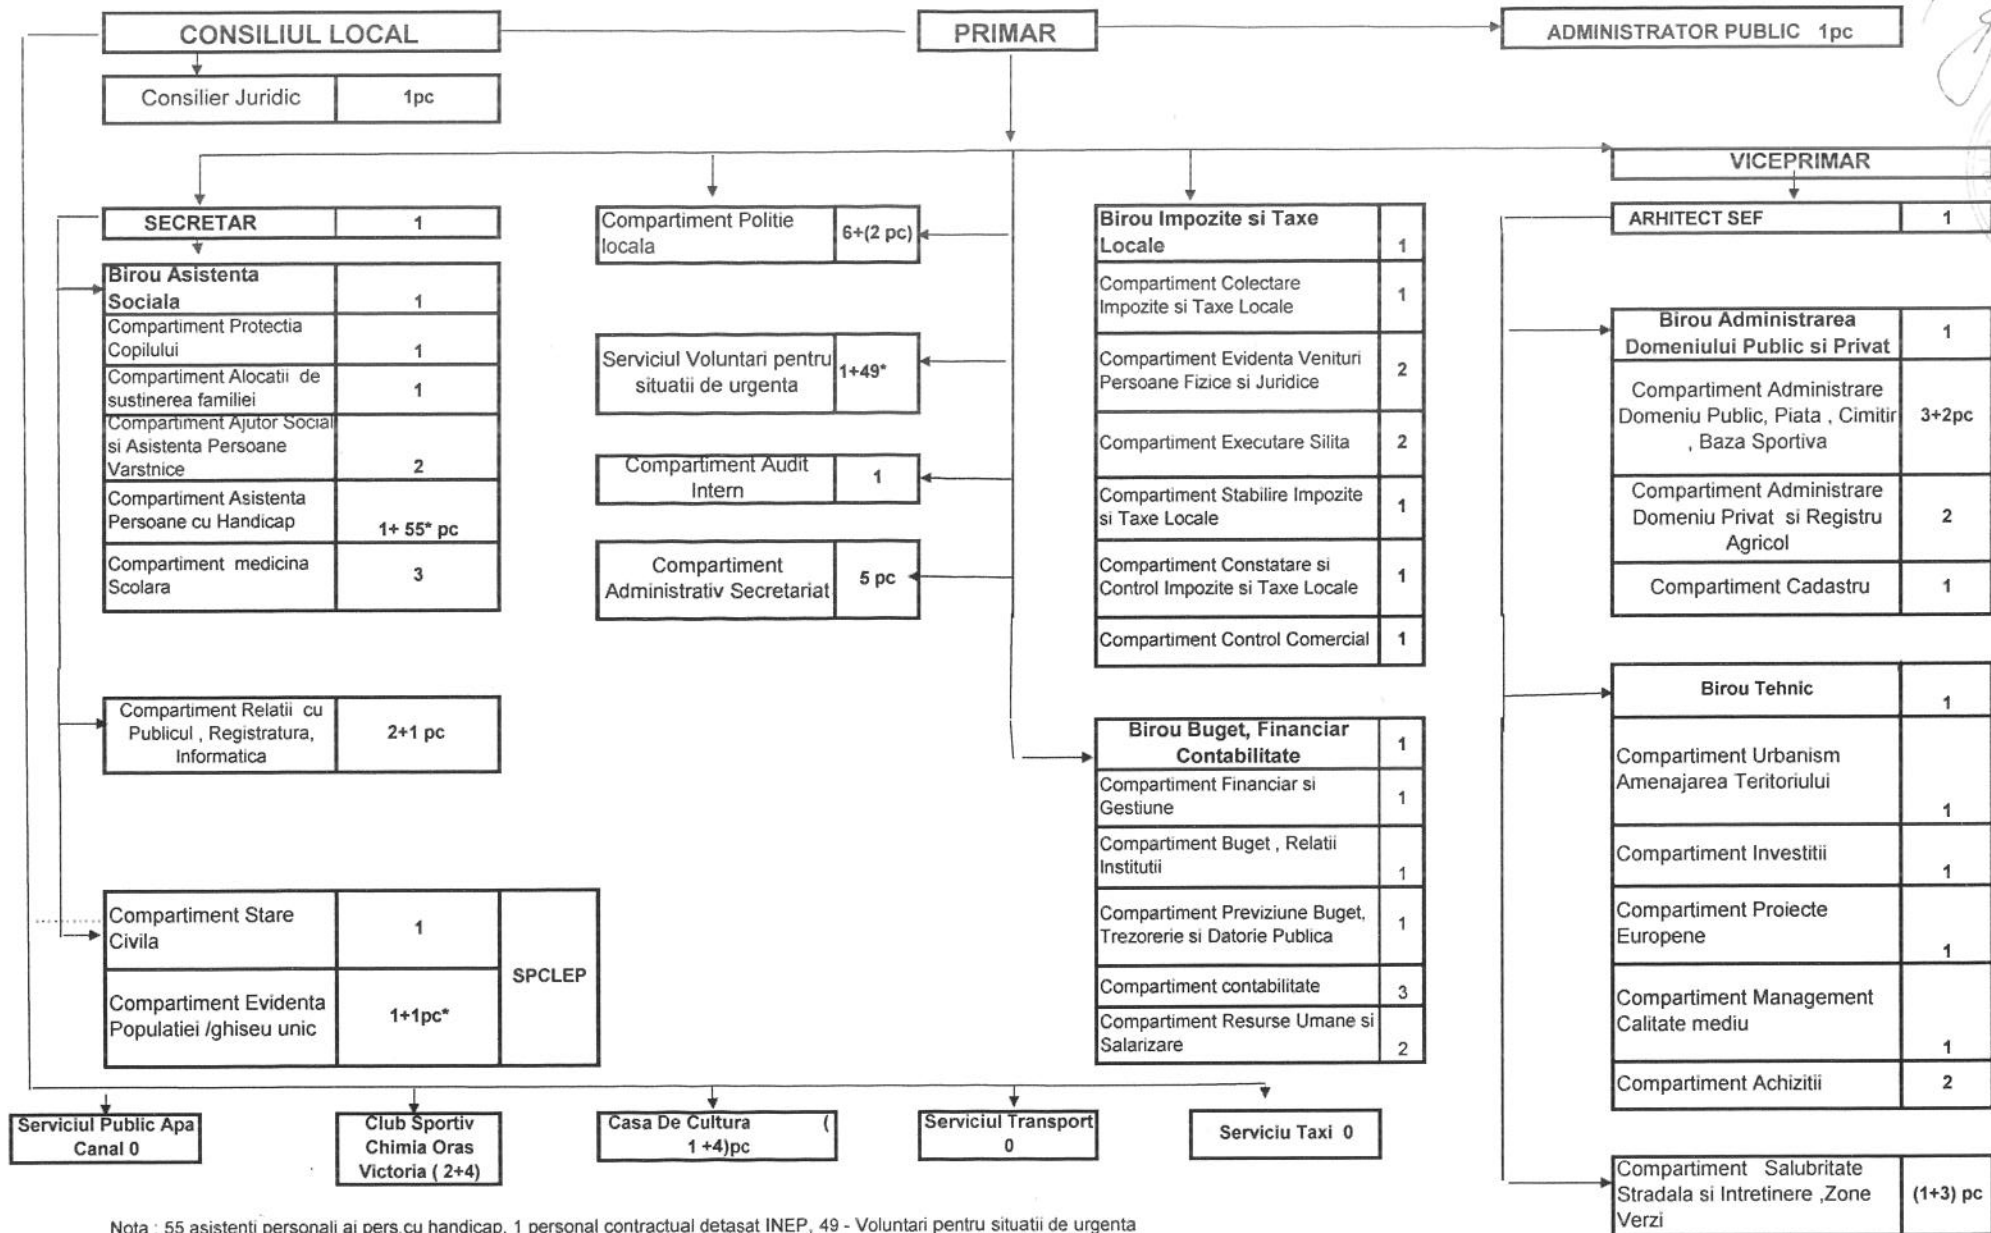 CONSILIUL LOCAL
PRIMAR
ADMINISTRATOR PUBLIC 1pc
Consilier Juridic 1pc
VICEPRIMAR
SECRETAR 1
Birou Asistenta
Sociala 1
Compartiment Protectia
Copilului 1
Compartiment Alocatii de
sustinerea familiei 1
Compartiment Ajutor Social
si Asistenta Persoane
Varstnice 2
Compartiment Asistenta
Persoane cu Handicap 1+ 55* pc
Compartiment medicina
Scolara 3
Compartiment Relatii cu
Publicul , Registratura,
Informatica 2+1 pc
Compartiment Stare
Civila 1
Compartiment Evidenta
Populatiei /ghiseu unic 1+1pc*
SPCLEP
Compartiment Politie
locala 6+(2 pc)
Serviciul Voluntari pentru
situatii de urgenta 1+49*
Compartiment Audit
Intern 1
Compartiment
Administrativ Secretariat 5 pc
Birou Impozite si Taxe
Locale 1
Compartiment Colectare
Impozite si Taxe Locale 1
Compartiment Evidenta Venituri
Persoane Fizice si Juridice 2
Compartiment Executare Silita 2
Compartiment Stabilire Impozite
si Taxe Locale 1
Compartiment Constatare si
Control Impozite si Taxe Locale 1
Compartiment Control Comercial 1
Birou Buget, Financiar
Contabilitate 1
Compartiment Financiar si
Gestiune 1
Compartiment Buget , Relatii
Institutii 1
Compartiment Previziune Buget,
Trezorerie si Datorie Publica 1
Compartiment contabilitate 3
Compartiment Resurse Umane si
Salarizare 2
ARHITECT SEF 1
Birou Administrarea
Domeniului Public si Privat 1
Compartiment Administrare
Domeniu Public, Piata , Cimitir
, Baza Sportiva 3+2pc
Compartiment Administrare
Domeniu Privat si Registru
Agricol 2
Compartiment Cadastru 1
Birou Tehnic 1
Compartiment Urbanism
Amenajarea Teritoriului 1
Compartiment Investitii 1
Compartiment Proiecte
Europene 1
Compartiment Management
Calitate mediu 1
Compartiment Achizitii 2
Compartiment Salubritate
Stradala si Intretinere ,Zone
Verzi (1+3) pc
Serviciul Public Apa
Canal 0
Club Sportiv
Chimia Oras
Victoria ( 2+4)
Casa De Cultura (
1 +4)pc
Serviciul Transport
0
Serviciu Taxi 0
Nota : 55 asistenti personali ai pers.cu handicap, 1 personal contractual detasat INEP, 49 - Voluntari pentru situatii de urgenta